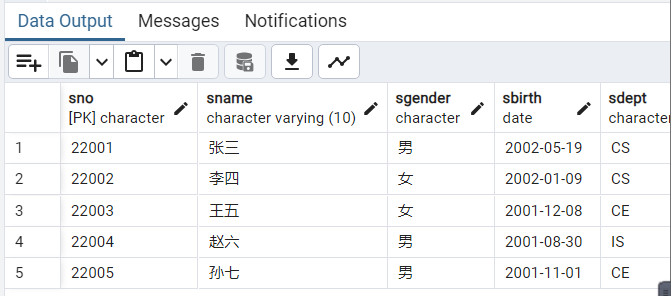 Data Output Messages Notifications
sno sname sgender sbirth sdept
[PK] character character varying (10) character date character
1 22001 张三 男 2002-05-19 CS
2 22002 李四 女 2002-01-09 CS
3 22003 王五 女 2001-12-08 CE
4 22004 赵六 男 2001-08-30 IS
5 22005 孙七 男 2001-11-01 CE